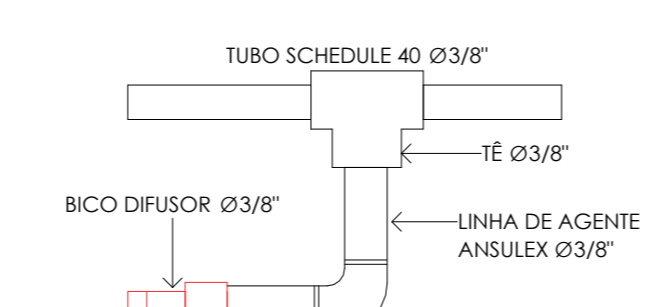 TUBO SCHEDULE 40 Ø3/8"
TÊ Ø3/8"
BICO DIFUSOR Ø3/8"
LINHA DE AGENTE
ANSULEX Ø3/8"